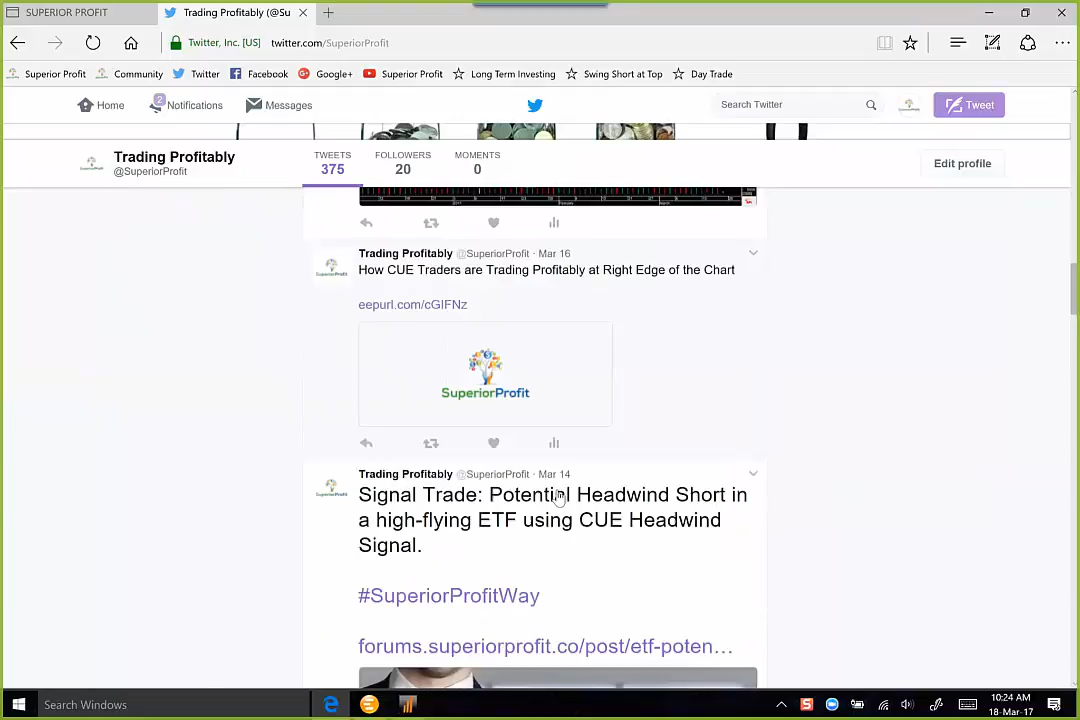 SUPERIOR PROFIT
Trading Profitably (@Su
Twitter, Inc. [US] twitter.com/SuperiorProfit
Superior Profit Community Twitter Facebook Google+ Superior Profit Long Term Investing Swing Short at Top Day Trade
Home 2 Notifications Messages Search Twitter Tweet
Trading Profitably
@SuperiorProfit
TWEETS FOLLOWERS MOMENTS
375 20 0
Edit profile
Trading Profitably @SuperiorProfit · Mar 16
How CUE Traders are Trading Profitably at Right Edge of the Chart
eepurl.com/cGIFNz
SuperiorProfit
Trading Profitably @SuperiorProfit · Mar 14
Signal Trade: Potential Headwind Short in
a high-flying ETF using CUE Headwind
Signal.
#SuperiorProfitWay
forums.superiorprofit.co/post/etf-poten…
Search Windows
10:24 AM
18-Mar-17